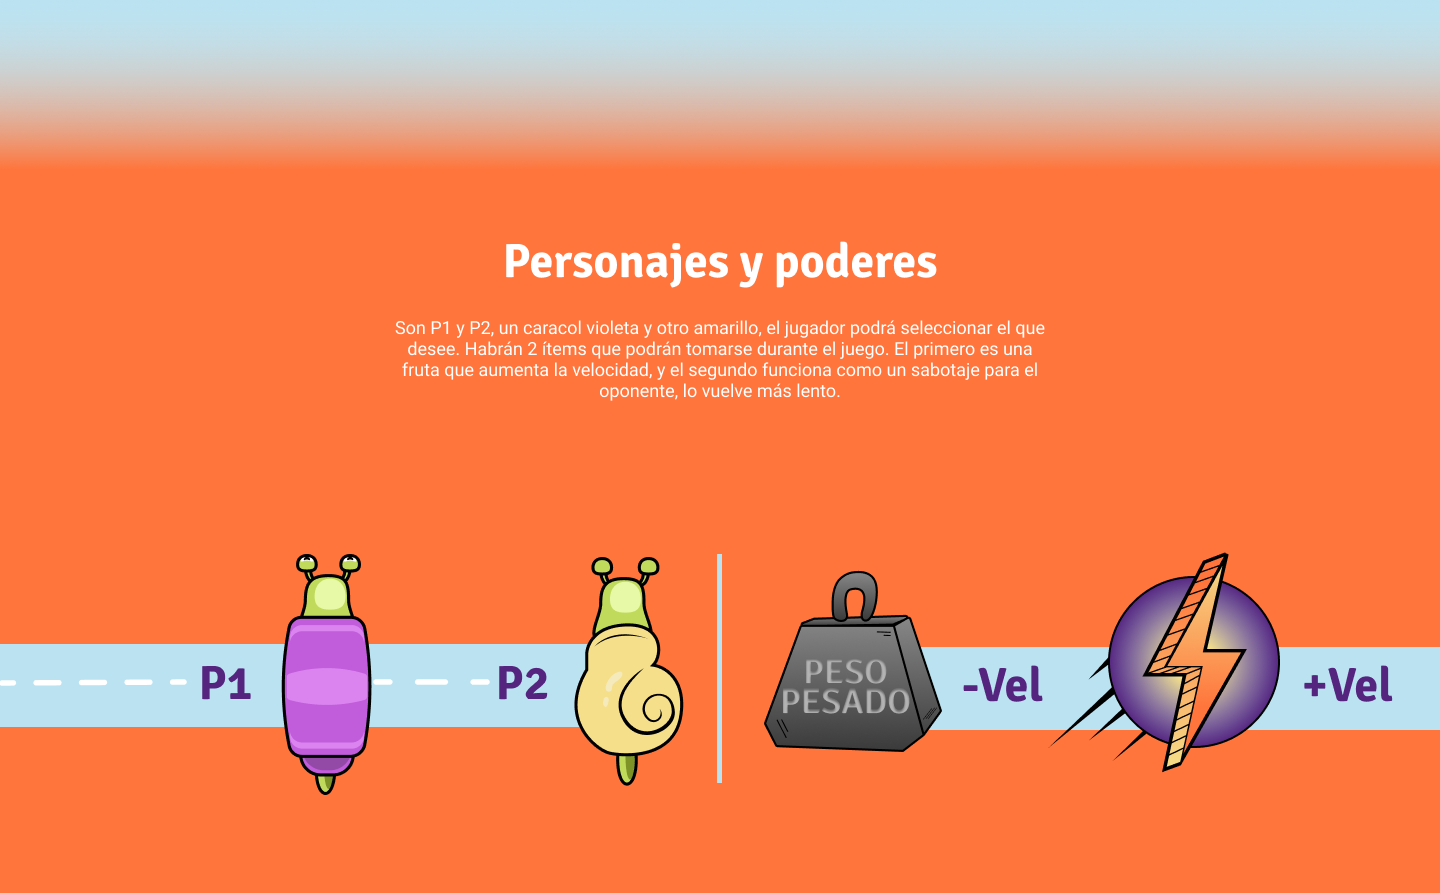 Personajes y poderes
Son P1 y P2, un caracol violeta y otro amarillo, el jugador podrá seleccionar el que
desee. Habrán 2 ítems que podrán tomarse durante el juego. El primero es una
fruta que aumenta la velocidad, y el segundo funciona como un sabotaje para el
oponente, lo vuelve más lento.
P1
P2
PESO
PESADO
-Vel
+Vel